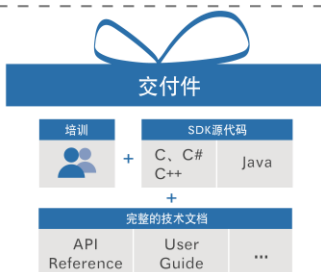 交付件
培训
SDK源代码
+
C、C#
C++
Java
+
完整的技术文档
API
Reference
User
Guide
...